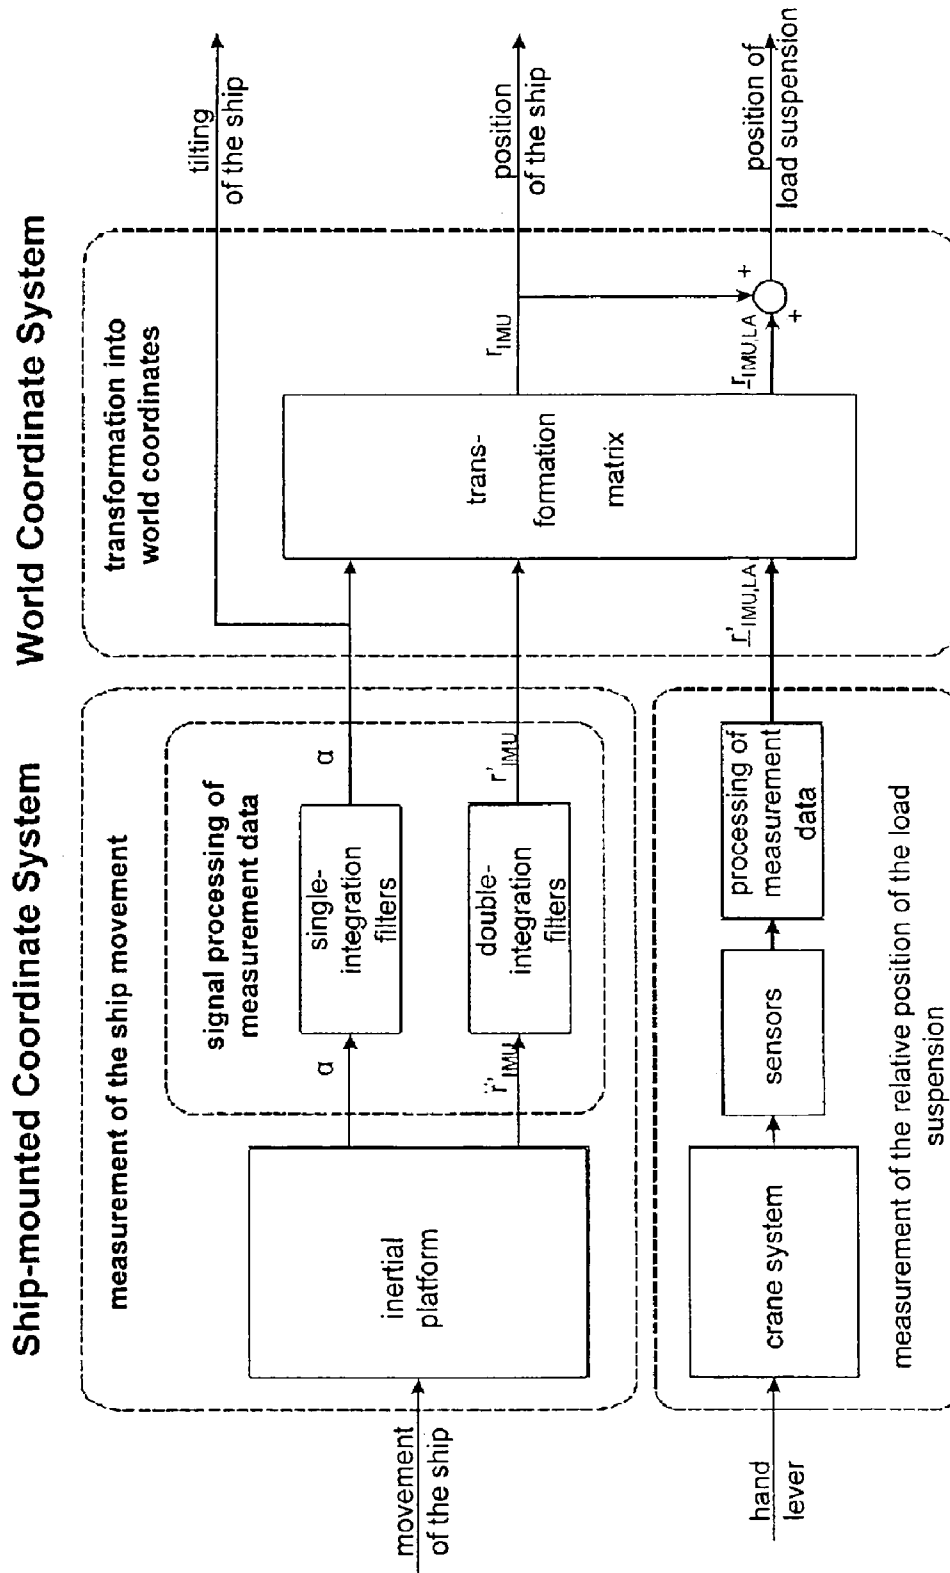 Ship-mounted Coordinate System
World Coordinate System
measurement of the ship movement
signal processing of
measurement data
movement
of the ship
inertial
platform
α
single-
integration
filters
α
r̈'IMU
double-
integration
filters
r'IMU
hand
lever
crane system
sensors
processing of
measurement
data
measurement of the relative position of the load
suspension
transformation into
world coordinates
r'IMU,LA
trans-
formation
matrix
rIMU
rIMU,LA
+
+
tilting
of the ship
position
of the ship
position of
load suspension